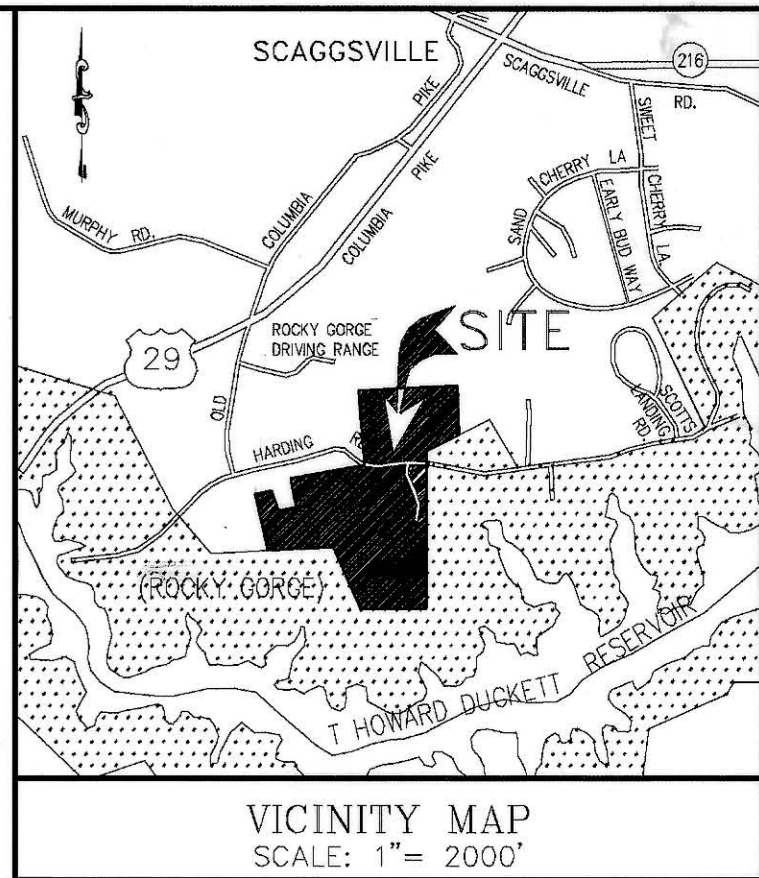 SCAGGSVILLE
SCAGGSVILLE RD.
216
PIKE
COLUMBIA
PIKE
COLUMBIA
OLD
MURPHY RD.
SWEET CHERRY LA.
SAND CHERRY LA
EARLY BUD WAY
29
ROCKY GORGE
DRIVING RANGE
SITE
HARDING RD.
SCOTTS
LANDING
RD.
(ROCKY GORGE)
T HOWARD DUCKETT RESERVOIR
VICINITY MAP
SCALE: 1"= 2000'